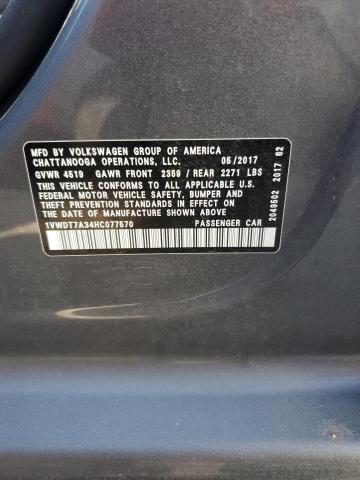 MFD BY VOLKSWAGEN GROUP OF AMERICA
CHATTANOOGA OPERATIONS, LLC. 05/2017
GVWR 4519 GAWR FRONT 2359 / REAR 2271 LBS
THIS VEHICLE CONFORMS TO ALL APPLICABLE U.S.
FEDERAL MOTOR VEHICLE SAFETY, BUMPER, AND
THEFT PREVENTION STANDARDS IN EFFECT ON THE
DATE OF MANUFACTURE SHOWN ABOVE
1VWDT7A34HC077570 PASSENGER CAR
2049502 2017 62